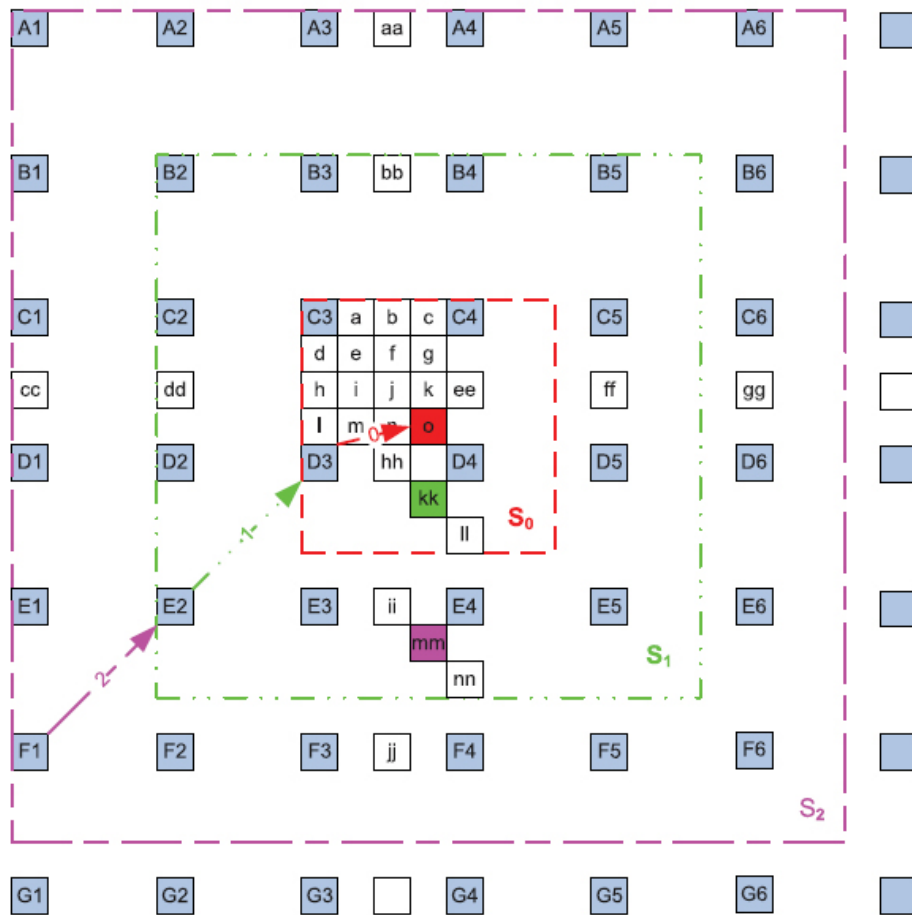 A1 A2 A3 aa A4 A5 A6
B1 B2 B3 bb B4 B5 B6
C1 C2 C3 a b c C4 C5 C6
d e f g
cc dd h i j k ee ff gg
l m n o
0
D1 D2 D3 hh D4 D5 D6
kk
S0
1
ll
E1 E2 E3 ii E4 E5 E6
mm
S1
2
nn
F1 F2 F3 jj F4 F5 F6
S2
G1 G2 G3 G4 G5 G6